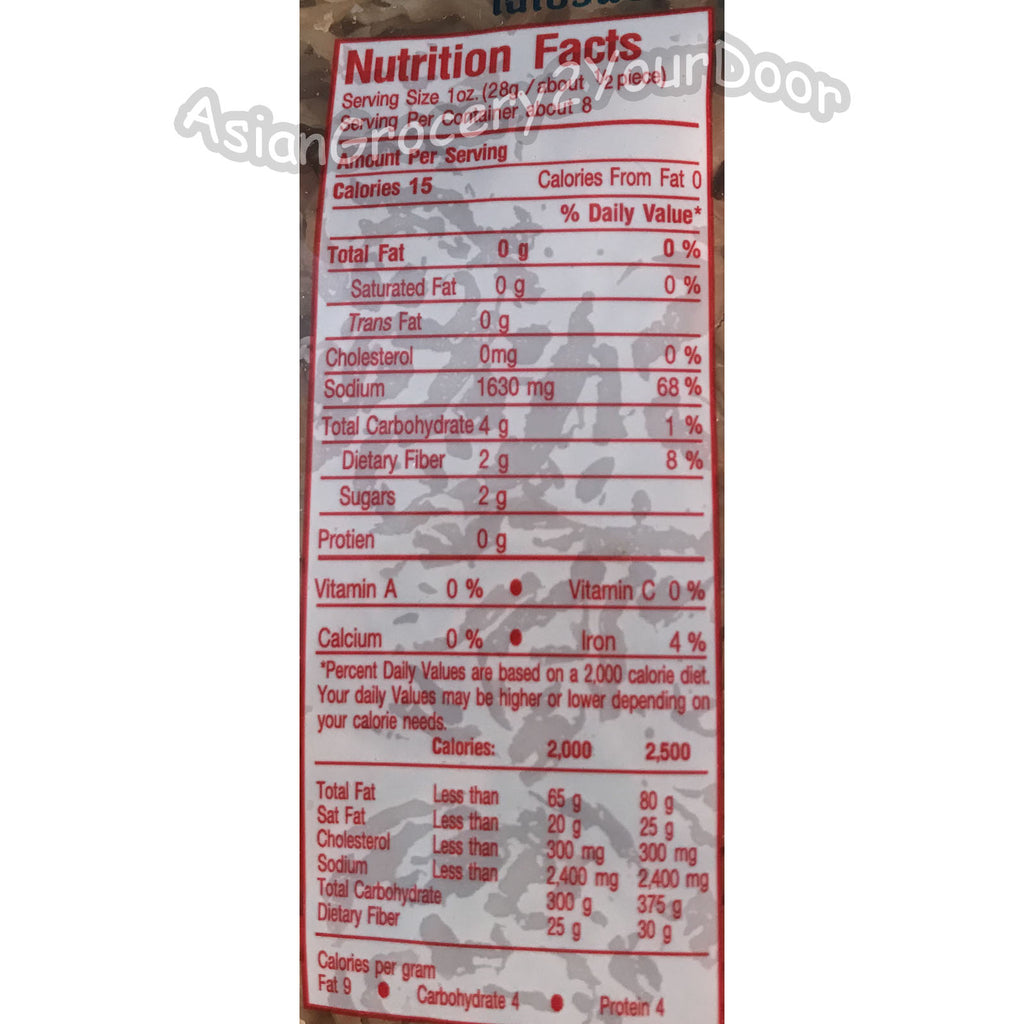 Nutrition Facts
Serving Size 1oz. (28g. / about ½ piece)
Serving Per Container about 8
Amount Per Serving
Calories 15 Calories From Fat 0
% Daily Value*
Total Fat 0 g 0 %
Saturated Fat 0 g 0 %
Trans Fat 0 g
Cholesterol 0mg 0 %
Sodium 1630 mg 68 %
Total Carbohydrate 4 g 1 %
Dietary Fiber 2 g 8 %
Sugars 2 g
Protien 0 g
Vitamin A 0 % ● Vitamin C 0 %
Calcium 0 % ● Iron 4 %
*Percent Daily Values are based on a 2,000 calorie diet.
Your daily Values may be higher or lower depending on
your calorie needs.
Calories: 2,000 2,500
Total Fat Less than 65 g 80 g
Sat Fat Less than 20 g 25 g
Cholesterol Less than 300 mg 300 mg
Sodium Less than 2,400 mg 2,400 mg
Total Carbohydrate 300 g 375 g
Dietary Fiber 25 g 30 g
Calories per gram
Fat 9 ● Carbohydrate 4 ● Protein 4
AsianGrocery2YourDoor